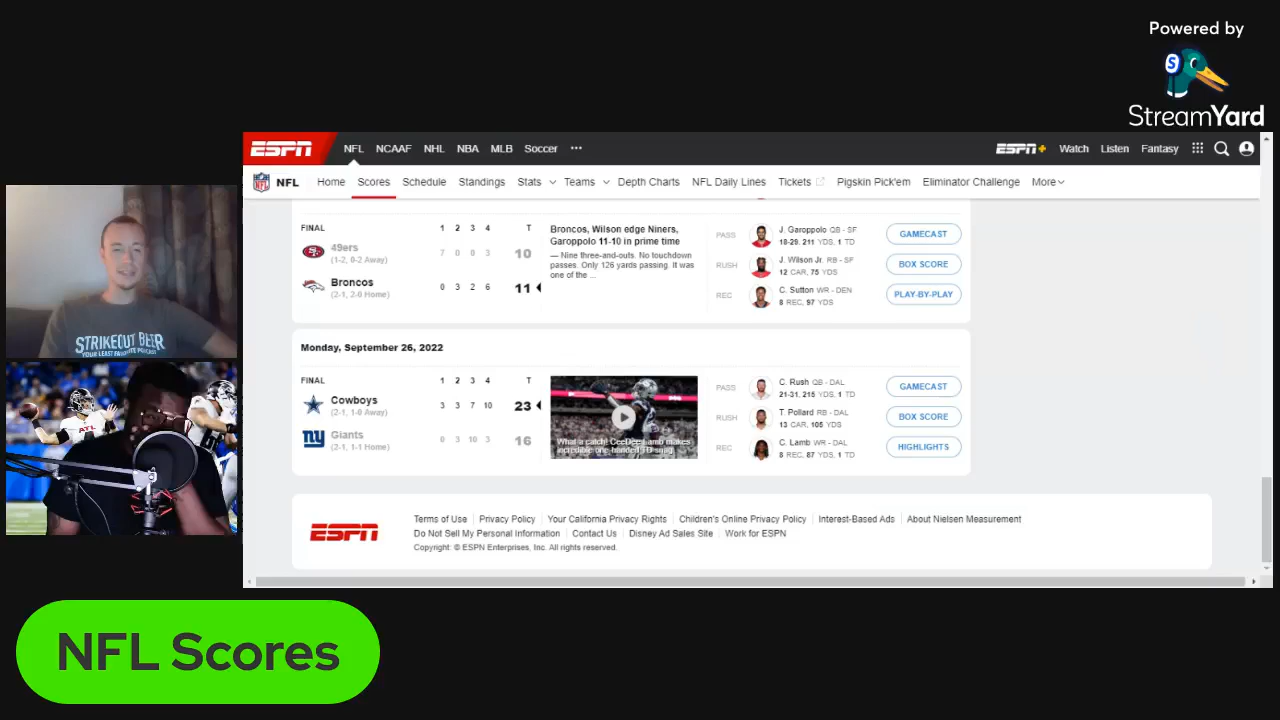 Powered by
StreamYard
ESPN NFL NCAAF NHL NBA MLB Soccer ••• ESPN+ Watch Listen Fantasy
NFL Home Scores Schedule Standings Stats Teams Depth Charts NFL Daily Lines Tickets Pigskin Pick'em Eliminator Challenge More
FINAL 1 2 3 4 T
49ers 7 0 0 3 10
(1-2, 0-2 Away)
Broncos 0 3 2 6 11
(2-1, 2-0 Home)
Broncos, Wilson edge Niners,
Garoppolo 11-10 in prime time
— Nine three-and-outs. No touchdown
passes. Only 126 yards passing. It was
one of the ...
PASS J. Garoppolo QB - SF
18-29, 211 YDS, 1 TD
RUSH J. Wilson Jr. RB - SF
12 CAR, 75 YDS
REC C. Sutton WR - DEN
8 REC, 97 YDS
GAMECAST
BOX SCORE
PLAY-BY-PLAY
Monday, September 26, 2022
FINAL 1 2 3 4 T
Cowboys 3 3 7 10 23
(2-1, 1-0 Away)
Giants 0 3 10 3 16
(2-1, 1-1 Home)
What a catch! CeeDee Lamb makes
incredible one-handed TD snag
PASS C. Rush QB - DAL
21-31, 215 YDS, 1 TD
RUSH T. Pollard RB - DAL
13 CAR, 105 YDS
REC C. Lamb WR - DAL
8 REC, 87 YDS, 1 TD
GAMECAST
BOX SCORE
HIGHLIGHTS
ESPN
Terms of Use Privacy Policy Your California Privacy Rights Children's Online Privacy Policy Interest-Based Ads About Nielsen Measurement
Do Not Sell My Personal Information Contact Us Disney Ad Sales Site Work for ESPN
Copyright: © ESPN Enterprises, Inc. All rights reserved.
STRIKEOUT BEER
YOUR LEAST FAVORITE PODCAST
ATL
NFL Scores